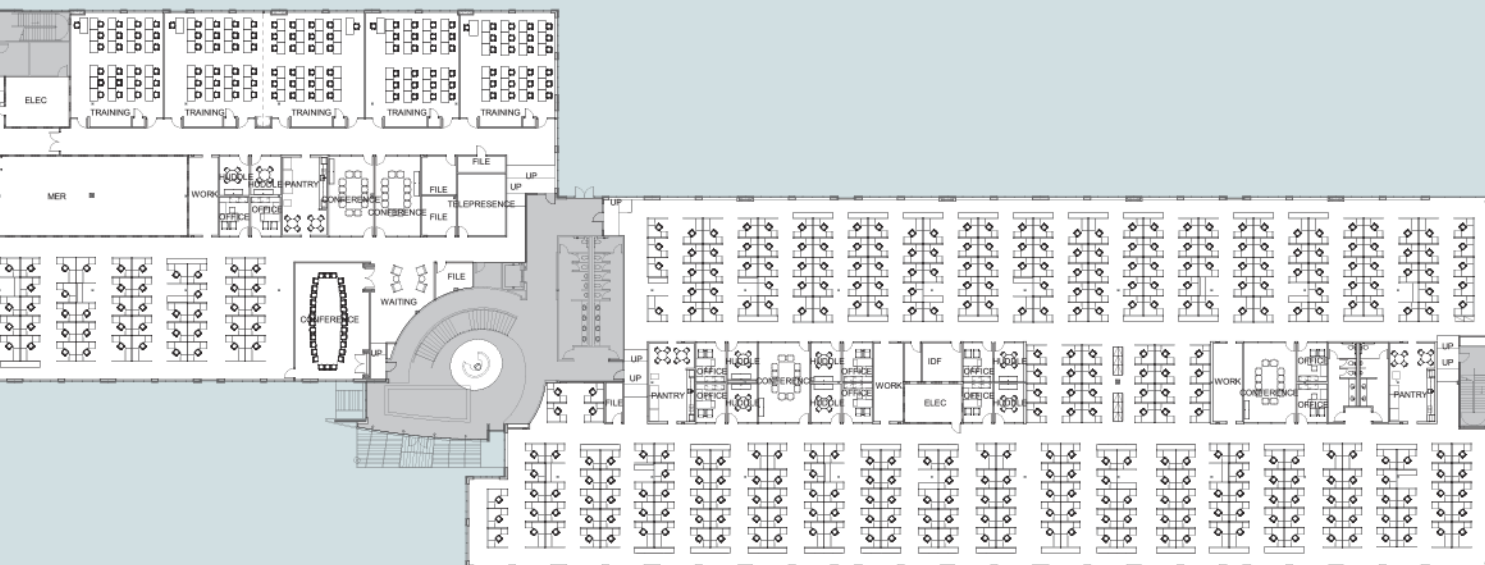 ELEC
TRAINING
TRAINING
TRAINING
TRAINING
TRAINING
MER
WORK
HUDDLE
HUDDLE
PANTRY
CONFERENCE
CONFERENCE
FILE
FILE
FILE
UP
UP
TELEPRESENCE
OFFICE
OFFICE
UP
CONFERENCE
WAITING
FILE
UP
UP
UP
FILE
PANTRY
OFFICE
OFFICE
HUDDLE
HUDDLE
CONFERENCE
HUDDLE
HUDDLE
OFFICE
OFFICE
WORK
IDF
ELEC
OFFICE
OFFICE
HUDDLE
HUDDLE
WORK
CONFERENCE
OFFICE
OFFICE
PANTRY
UP
UP